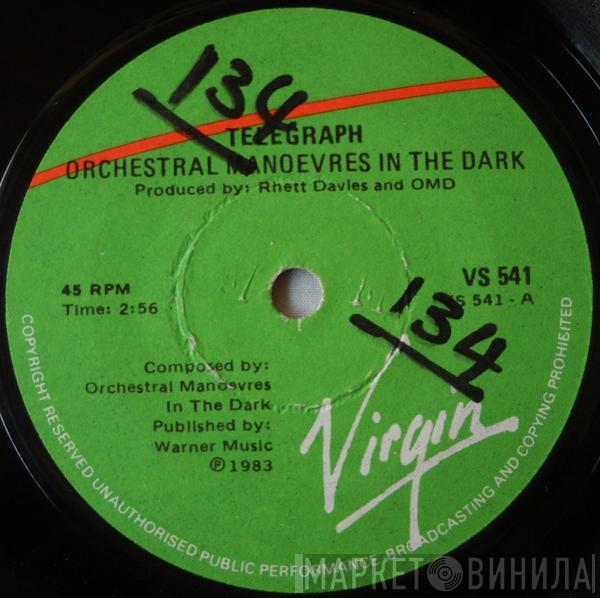 134
TELEGRAPH
ORCHESTRAL MANOEVRES IN THE DARK
Produced by: Rhett Davies and OMD
45 RPM
Time: 2:56
VS 541
VS 541 - A
134
Composed by:
Orchestral Manoevres
In The Dark
Published by:
Warner Music
℗ 1983
Virgin
COPYRIGHT RESERVED UNAUTHORISED PUBLIC PERFORMANCE, BROADCASTING AND COPYING PROHIBITED
МАРКЕТ ВИНИЛА